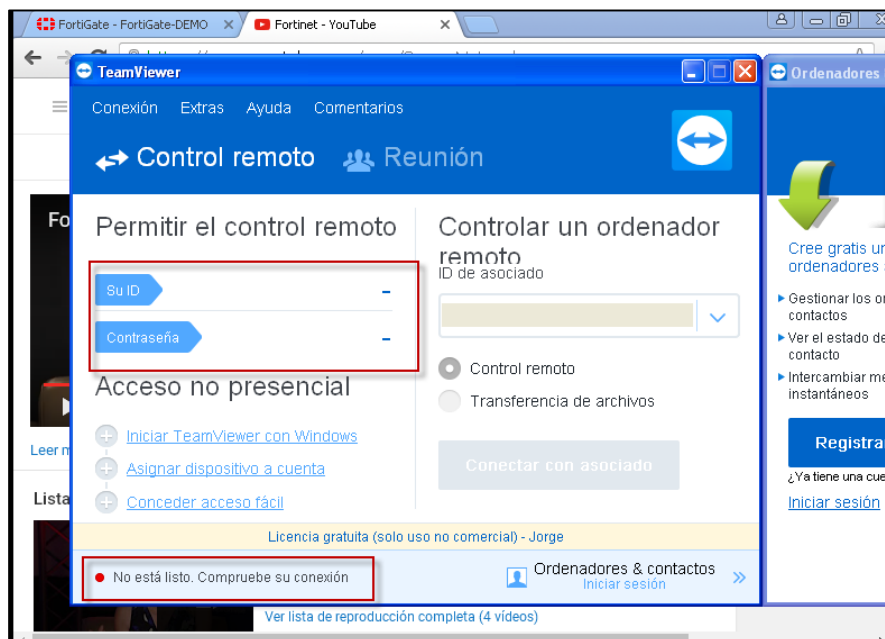 FortiGate - FortiGate-DEMO
Fortinet - YouTube
TeamViewer
Ordenadores
Conexión Extras Ayuda Comentarios
Control remoto Reunión
Permitir el control remoto
Su ID -
Contraseña -
Acceso no presencial
Iniciar TeamViewer con Windows
Asignar dispositivo a cuenta
Conceder acceso fácil
Controlar un ordenador
remoto
ID de asociado
Control remoto
Transferencia de archivos
Conectar con asociado
Licencia gratuita (solo uso no comercial) - Jorge
No está listo. Compruebe su conexión
Ordenadores & contactos
Iniciar sesión
Cree gratis
ordenadores
Gestionar los
contactos
Ver el estado
contacto
Intercambiar
instantáneos
Registra
¿Ya tiene una cue
Iniciar sesión
Fo
Leer
Lista
Ver lista de reproducción completa (4 vídeos)